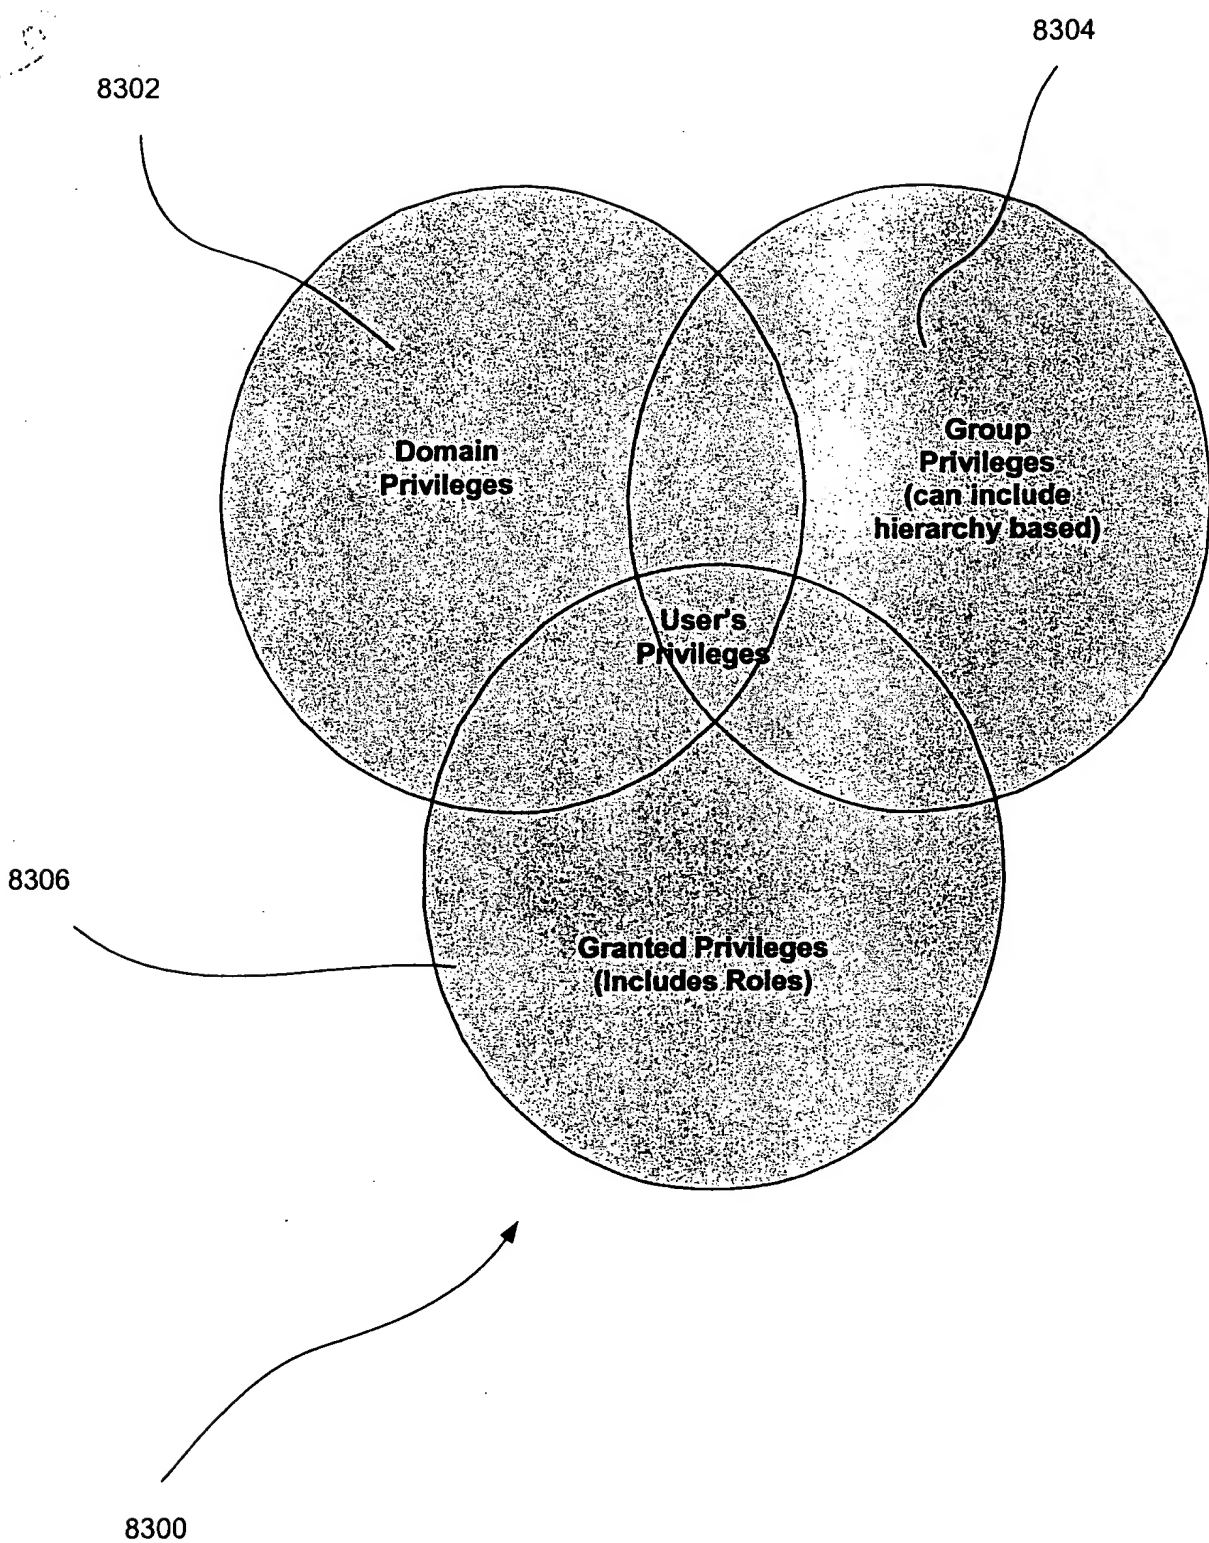 8304
8302
Domain
Privileges
Group
Privileges
(can include
hierarchy based)
User's
Privileges
8306
Granted Privileges
(Includes Roles)
8300